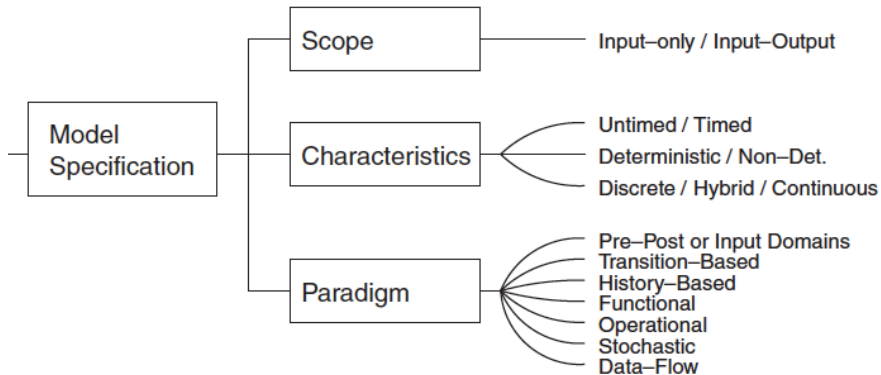 Model
Specification
Scope
Input–only / Input–Output
Characteristics
Untimed / Timed
Deterministic / Non–Det.
Discrete / Hybrid / Continuous
Paradigm
Pre–Post or Input Domains
Transition–Based
History–Based
Functional
Operational
Stochastic
Data–Flow